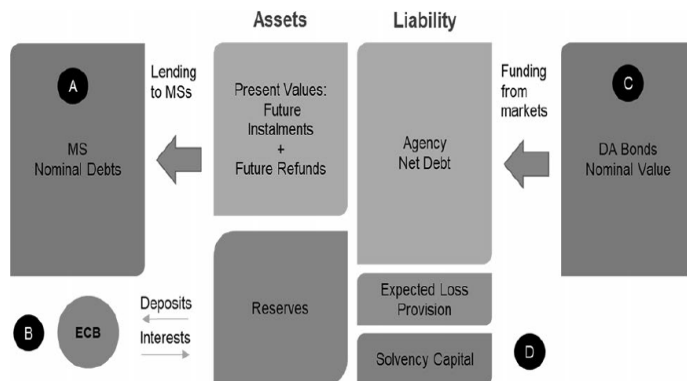 Assets
Liability
A
MS
Nominal Debts
Lending
to MSs
Present Values:
Future
Instalments
+
Future Refunds
Agency
Net Debt
Funding
from
markets
C
DA Bonds
Nominal Value
B
ECB
Deposits
Interests
Reserves
Expected Loss
Provision
Solvency Capital
D